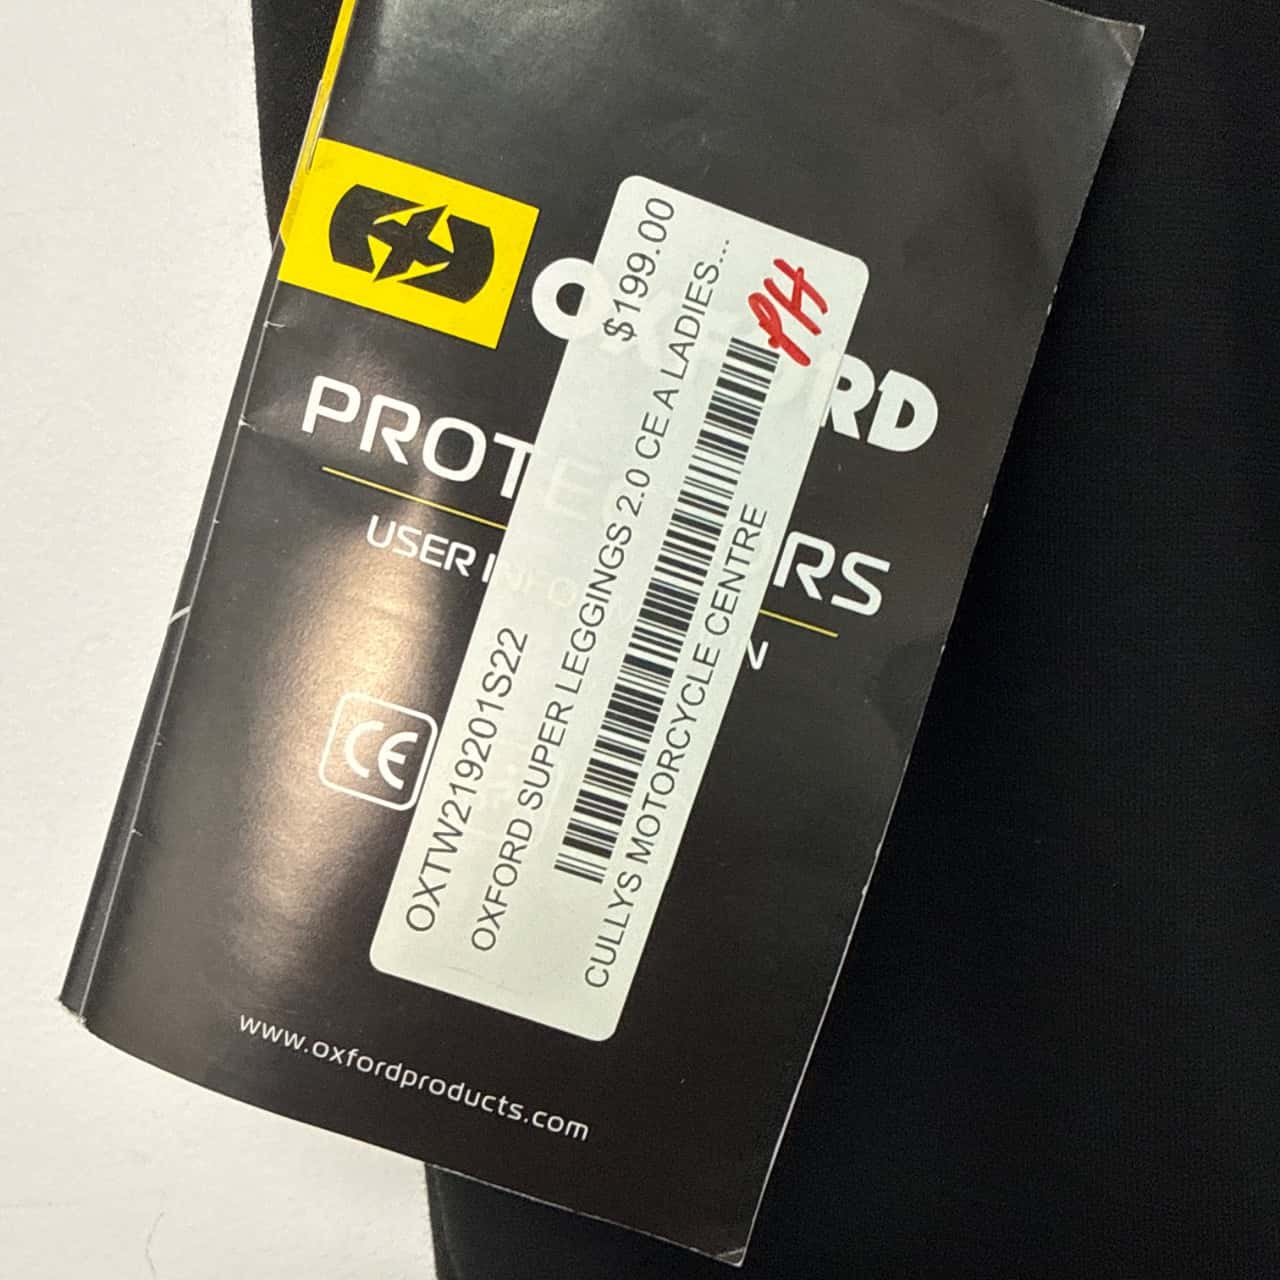 OXFORD
PROTECTORS
USER INFORMATION
CE
www.oxfordproducts.com
OXTW219201S22 $199.00
OXFORD SUPER LEGGINGS 2.0 CE A LADIES...
CULLYS MOTORCYCLE CENTRE
PH